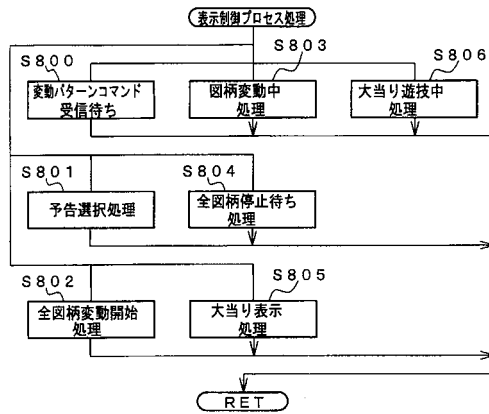 表示制御プロセス処理
S800
変動パターンコマンド
受信待ち
S803
図柄変動中
処理
S806
大当り遊技中
処理
S801
予告選択処理
S804
全図柄停止待ち
処理
S802
全図柄変動開始
処理
S805
大当り表示
処理
RET